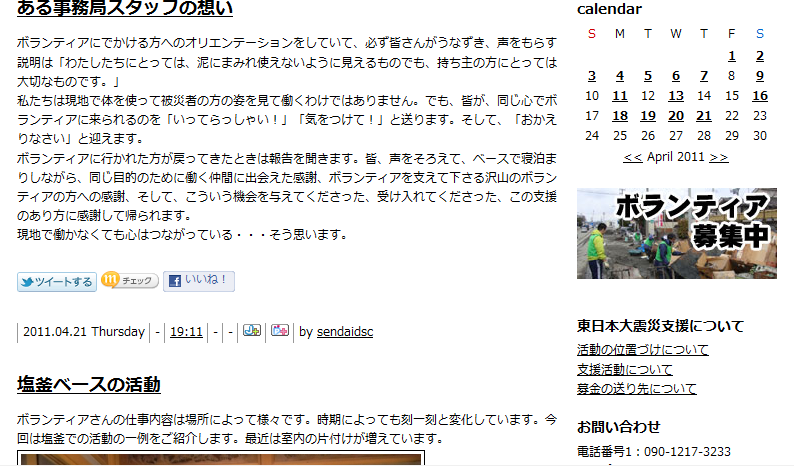 ある事務局スタッフの想い
ボランティアにでかける方へのオリエンテーションをしていて、必ず皆さんがうなずき、声をもらす
説明は「わたしたちにとっては、泥にまみれ使えないように見えるものでも、持ち主の方にとっては
大切なものです。」
私たちは現地で体を使って被災者の方の姿を見て働くわけではありません。でも、皆が、同じ心でボ
ランティアに来られるのを「いってらっしゃい！」「気をつけて！」と送ります。そして、「おかえ
りなさい」と迎えます。
ボランティアに行かれた方が戻ってきたときは報告を聞きます。皆、声をそろえて、ベースで寝泊ま
りしながら、同じ目的のために働く仲間に出会えた感謝、ボランティアを支えて下さる沢山のボラン
ティアの方への感謝、そして、こういう機会を与えてくださった、受け入れてくださった、この支援
のあり方に感謝して帰られます。
現地で働かなくても心はつながっている・・・そう思います。
ツイートする
m チェック
f いいね！
2011.04.21 Thursday - 19:11 - - by sendaidsc
塩釜ベースの活動
ボランティアさんの仕事内容は場所によって様々です。時期によっても刻一刻と変化しています。今
回は塩釜での活動の一例をご紹介します。最近は室内の片付けが増えています。
calendar
S M T W T F S
1 2
3 4 5 6 7 8 9
10 11 12 13 14 15 16
17 18 19 20 21 22 23
24 25 26 27 28 29 30
<< April 2011 >>
ボランティア
募集中
東日本大震災支援について
活動の位置づけについて
支援活動について
募金の送り先について
お問い合わせ
電話番号1：090-1217-3233